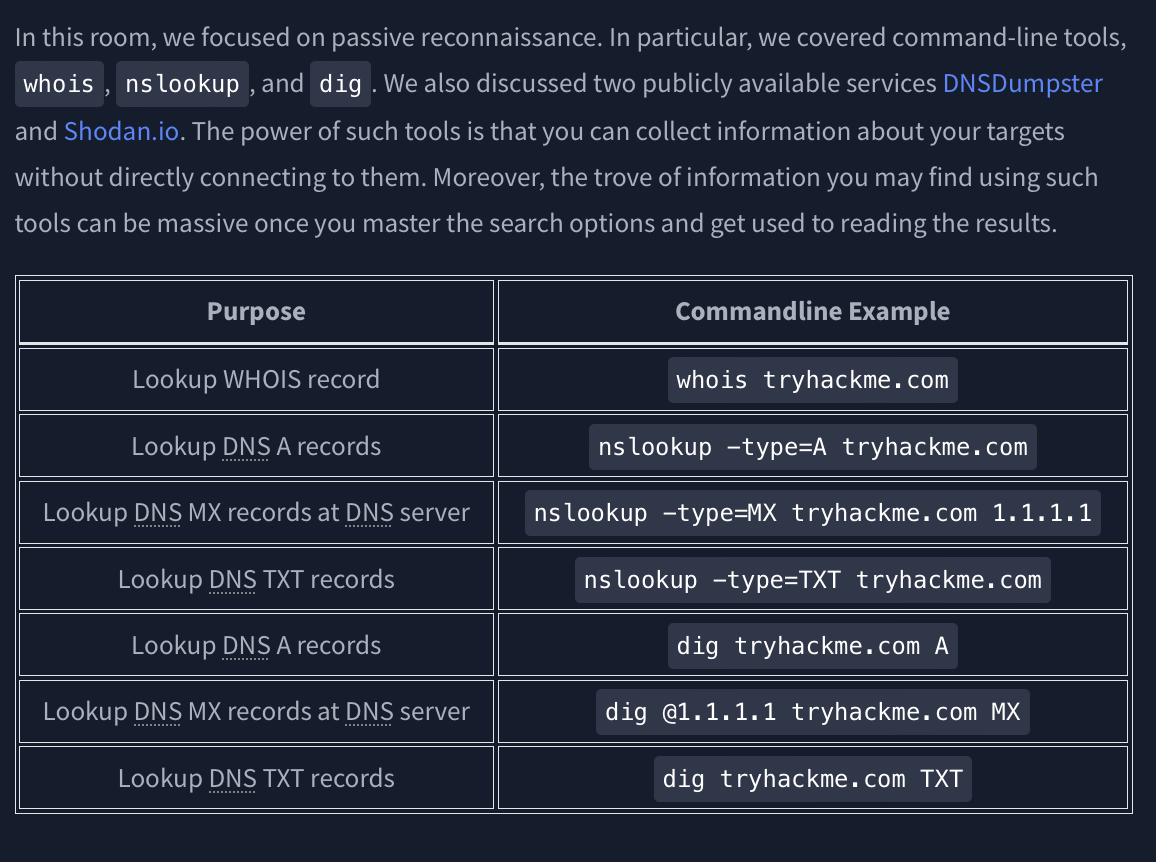 In this room, we focused on passive reconnaissance. In particular, we covered command-line tools,
whois, nslookup, and dig. We also discussed two publicly available services DNSDumpster
and Shodan.io. The power of such tools is that you can collect information about your targets
without directly connecting to them. Moreover, the trove of information you may find using such
tools can be massive once you master the search options and get used to reading the results.
Purpose Commandline Example
Lookup WHOIS record whois tryhackme.com
Lookup DNS A records nslookup -type=A tryhackme.com
Lookup DNS MX records at DNS server nslookup -type=MX tryhackme.com 1.1.1.1
Lookup DNS TXT records nslookup -type=TXT tryhackme.com
Lookup DNS A records dig tryhackme.com A
Lookup DNS MX records at DNS server dig @1.1.1.1 tryhackme.com MX
Lookup DNS TXT records dig tryhackme.com TXT